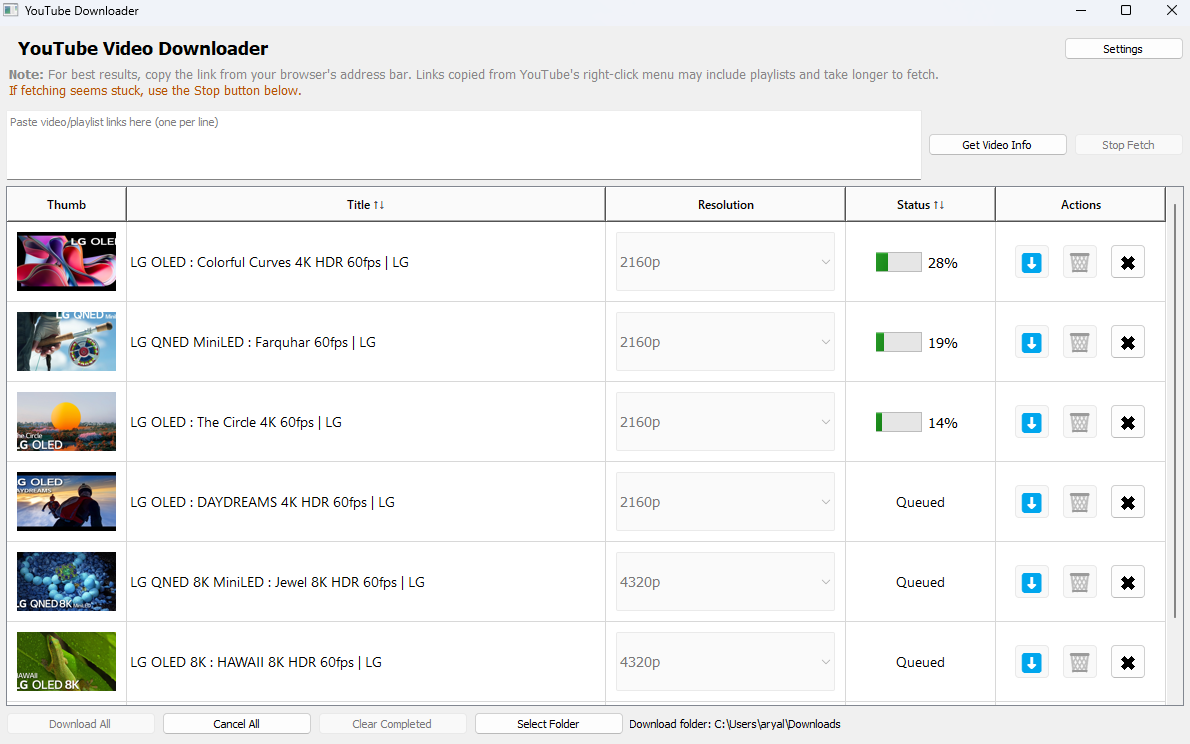 YouTube Downloader
YouTube Video Downloader
Settings
Note: For best results, copy the link from your browser's address bar. Links copied from YouTube's right-click menu may include playlists and take longer to fetch.
If fetching seems stuck, use the Stop button below.
Paste video/playlist links here (one per line)
Get Video Info
Stop Fetch
Thumb Title ↑↓ Resolution Status ↑↓ Actions
LG OLE
LG OLED : Colorful Curves 4K HDR 60fps | LG 2160p 28%
LG QNED
LG QNED MiniLED : Farquhar 60fps | LG 2160p 19%
he Circle
LG OLED
LG OLED : The Circle 4K 60fps | LG 2160p 14%
G OLED
AYDREAMS
LG OLED : DAYDREAMS 4K HDR 60fps | LG 2160p Queued
LG QNED 8K MiniLED : Jewel 8K HDR 60fps | LG 4320p Queued
LG QNED8K MiniLED
LG OLED 8K : HAWAII 8K HDR 60fps | LG 4320p Queued
HAWAII
LG OLED 8K
Download All
Cancel All
Clear Completed
Select Folder
Download folder: C:\Users\aryal\Downloads